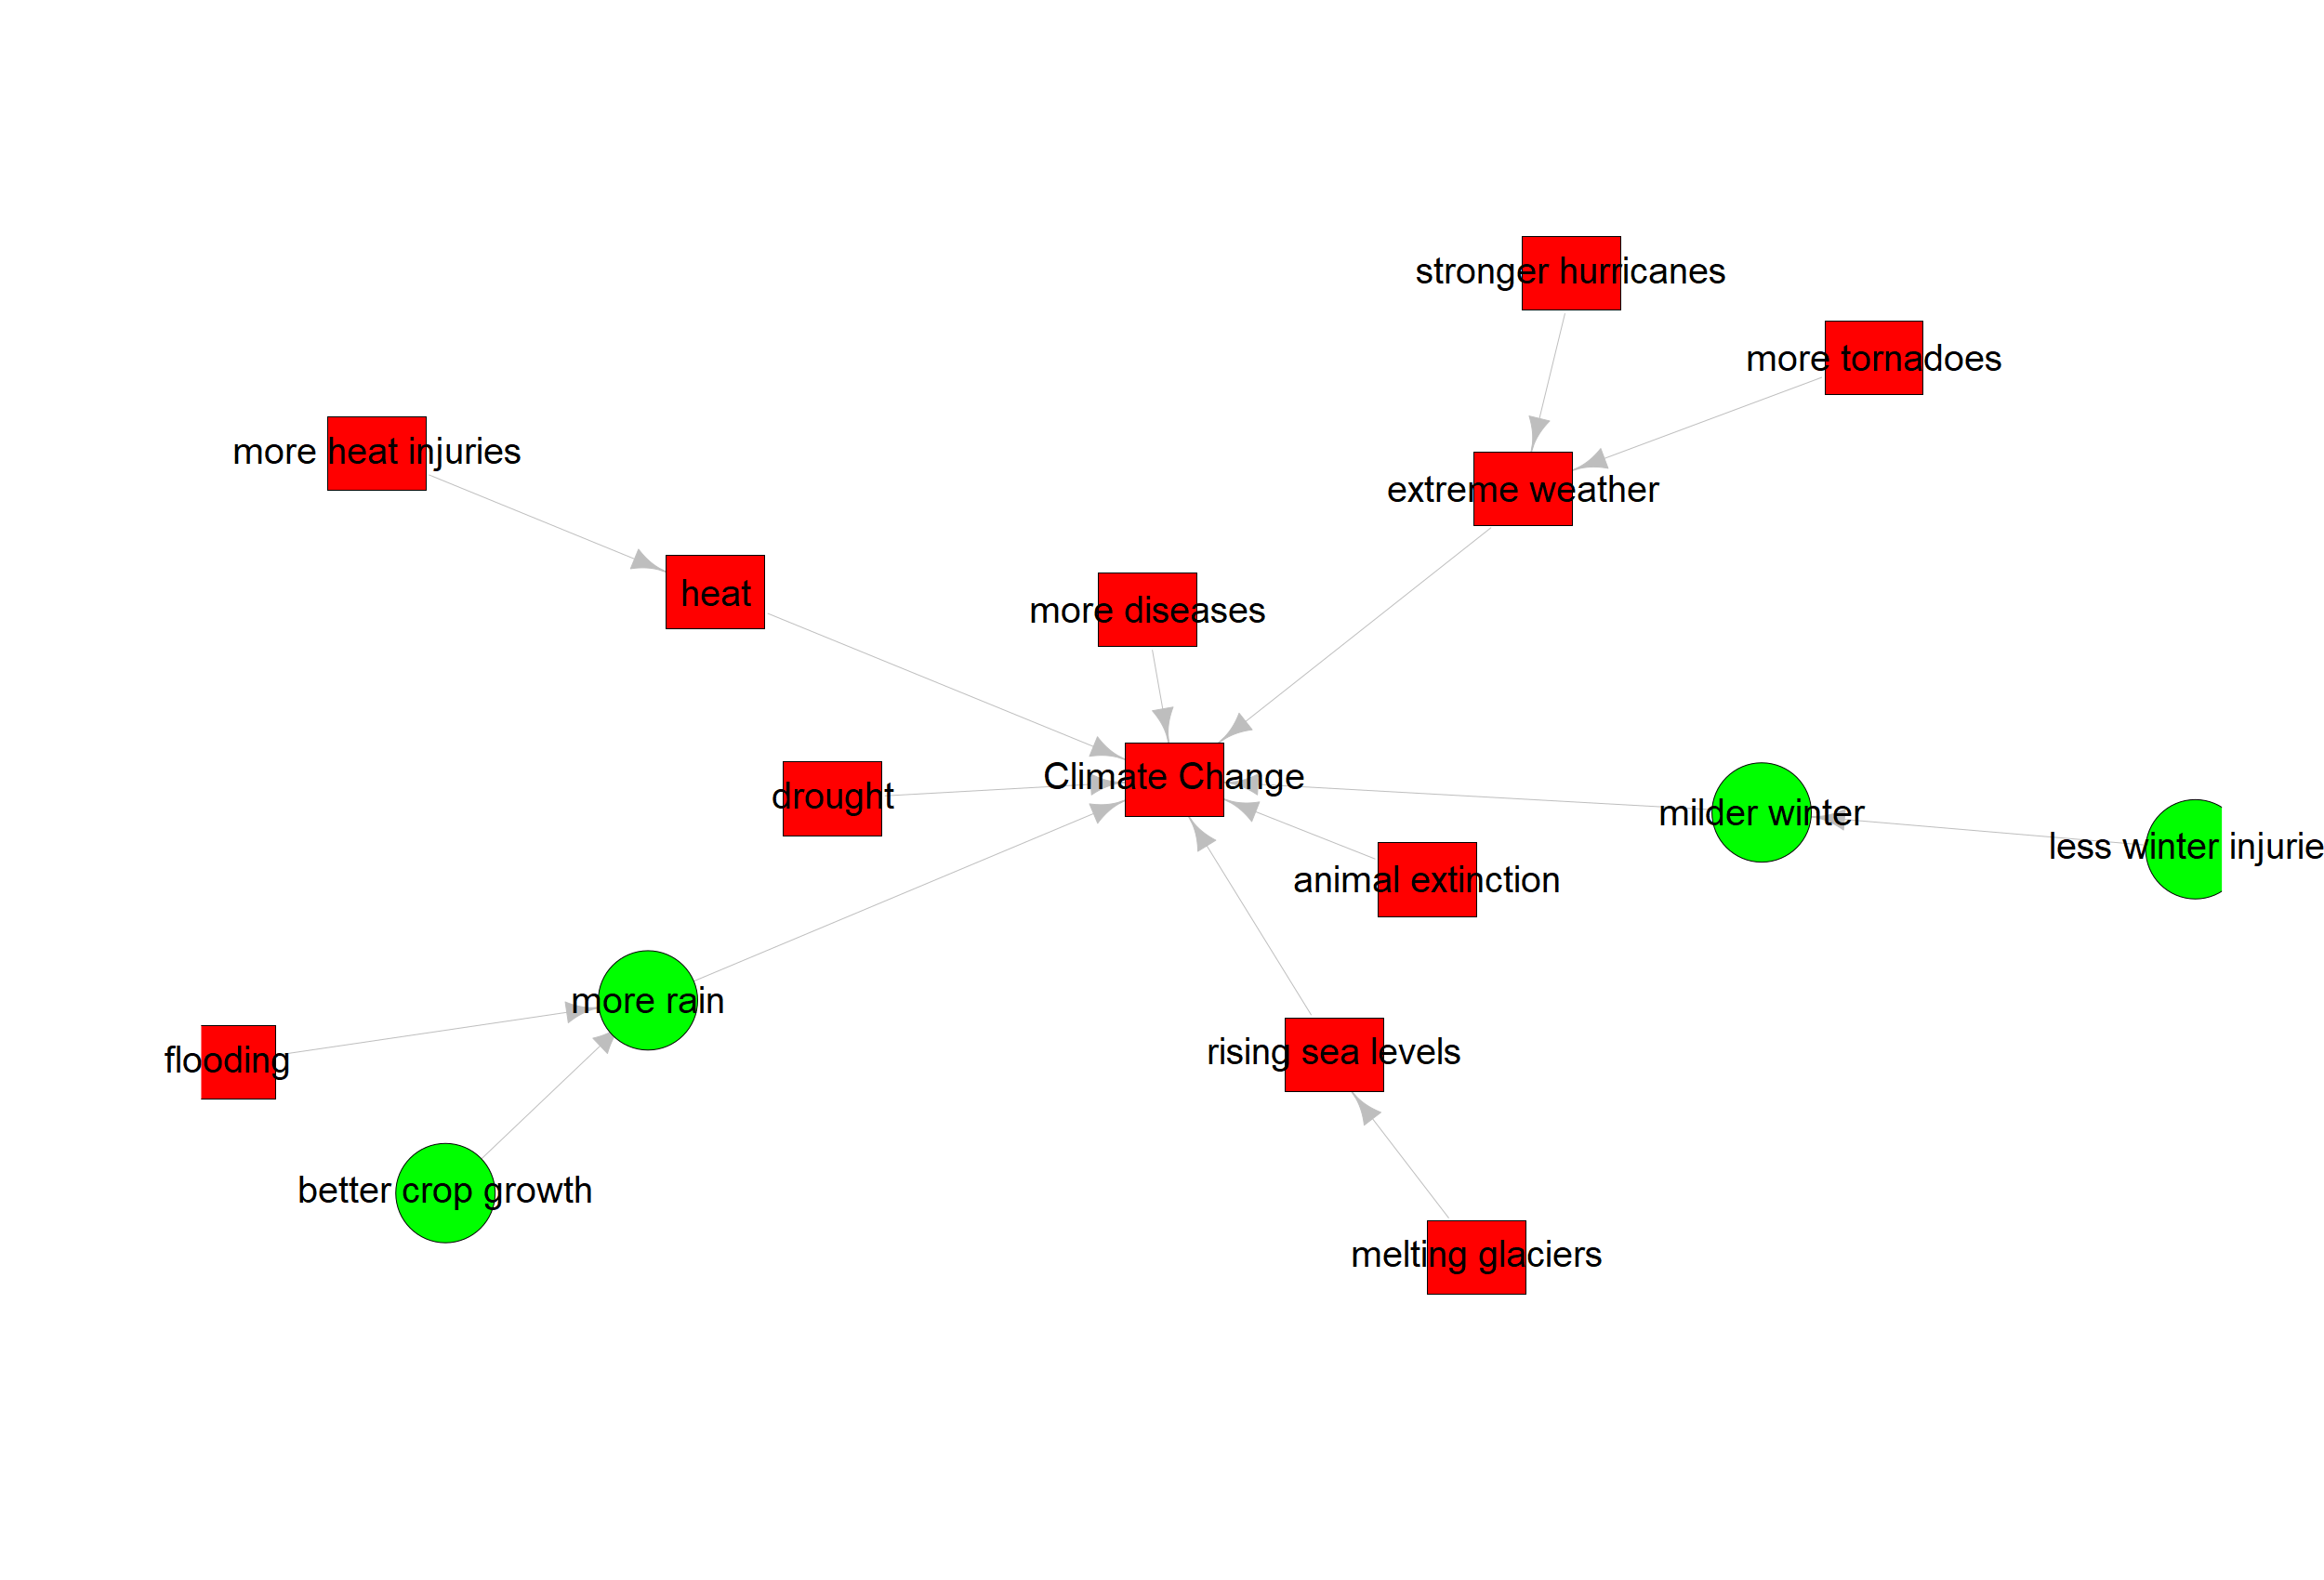 stronger hurricanes
more tornadoes
more heat injuries
extreme weather
heat
more diseases
Climate Change
drought
milder winter
less winter injurie
animal extinction
more rain
rising sea levels
flooding
better crop growth
melting glaciers